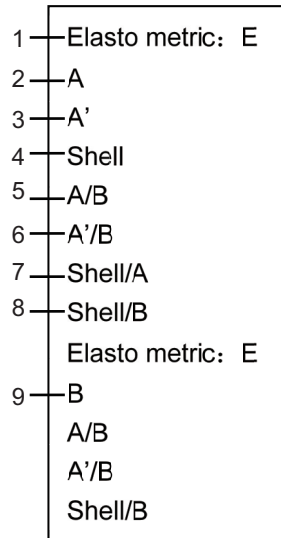 1 Elasto metric: E
2 A
3 A'
4 Shell
5 A/B
6 A'/B
7 Shell/A
8 Shell/B
Elasto metric: E
9 B
A/B
A'/B
Shell/B